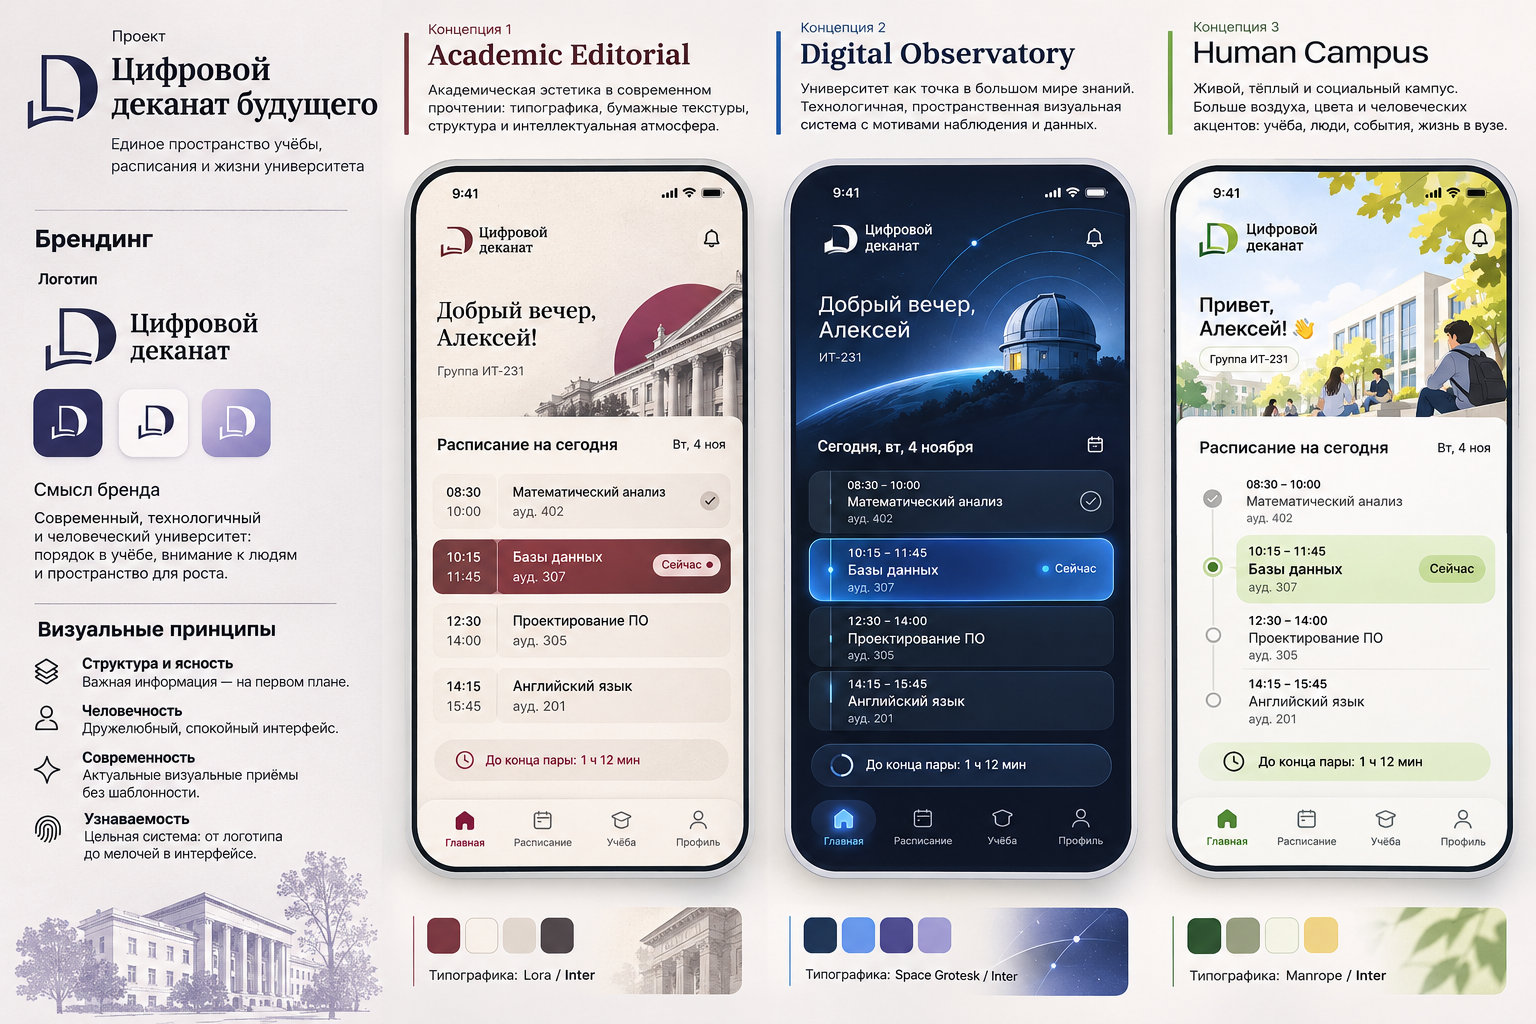 Проект
Цифровой
деканат будущего
Единое пространство учёбы,
расписания и жизни университета
Брендинг
Логотип
Цифровой
деканат
Смысл бренда
Современный, технологичный
и человеческий университет:
порядок в учёбе, внимание к людям
и пространство для роста.
Визуальные принципы
Структура и ясность
Важная информация — на первом плане.
Человечность
Дружелюбный, спокойный интерфейс.
Современность
Актуальные визуальные приёмы
без шаблонности.
Узнаваемость
Цельная система: от логотипа
до мелочей в интерфейсе.
Концепция 1
Academic Editorial
Академическая эстетика в современном
прочтении: типографика, бумажные текстуры,
структура и интеллектуальная атмосфера.
9:41
Цифровой
деканат
Добрый вечер,
Алексей!
Группа ИТ-231
Расписание на сегодня
Вт, 4 ноя
08:30
10:00
Математический анализ
ауд. 402
10:15
11:45
Базы данных
ауд. 307
Сейчас
12:30
14:00
Проектирование ПО
ауд. 305
14:15
15:45
Английский язык
ауд. 201
До конца пары: 1 ч 12 мин
Главная
Расписание
Учёба
Профиль
Типографика: Lora / Inter
Концепция 2
Digital Observatory
Университет как точка в большом мире знаний.
Технологичная, пространственная визуальная
система с мотивами наблюдения и данных.
9:41
Цифровой
деканат
Добрый вечер,
Алексей
ИТ-231
Сегодня, вт, 4 ноября
08:30 – 10:00
Математический анализ
ауд. 402
10:15 – 11:45
Базы данных
ауд. 307
Сейчас
12:30 – 14:00
Проектирование ПО
ауд. 305
14:15 – 15:45
Английский язык
ауд. 201
До конца пары: 1 ч 12 мин
Главная
Расписание
Учёба
Профиль
Типографика: Space Grotesk / Inter
Концепция 3
Human Campus
Живой, тёплый и социальный кампус.
Больше воздуха, цвета и человеческих
акцентов: учёба, люди, события, жизнь в вузе.
9:41
Цифровой
деканат
Привет,
Алексей! 👋
Группа ИТ-231
Расписание на сегодня
Вт, 4 ноя
08:30 – 10:00
Математический анализ
ауд. 402
10:15 – 11:45
Базы данных
ауд. 307
Сейчас
12:30 – 14:00
Проектирование ПО
ауд. 305
14:15 – 15:45
Английский язык
ауд. 201
До конца пары: 1 ч 12 мин
Главная
Расписание
Учёба
Профиль
Типографика: Manrope / Inter